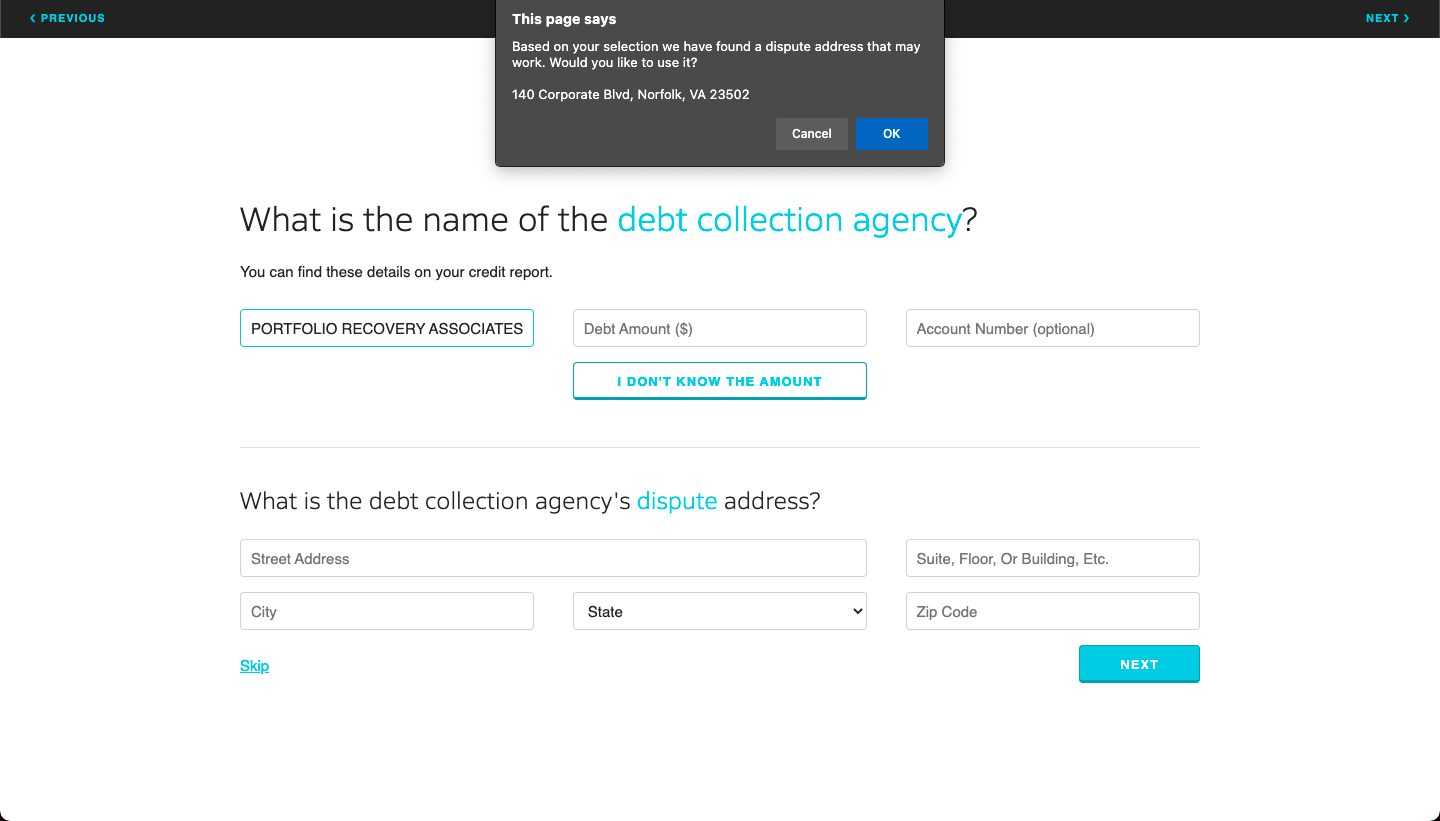 PREVIOUS
NEXT
This page says
Based on your selection we have found a dispute address that may
work. Would you like to use it?
140 Corporate Blvd, Norfolk, VA 23502
Cancel
OK
What is the name of the debt collection agency?
You can find these details on your credit report.
PORTFOLIO RECOVERY ASSOCIATES
Debt Amount ($)
Account Number (optional)
I DON'T KNOW THE AMOUNT
What is the debt collection agency's dispute address?
Street Address
Suite, Floor, Or Building, Etc.
City
State
Zip Code
Skip
NEXT